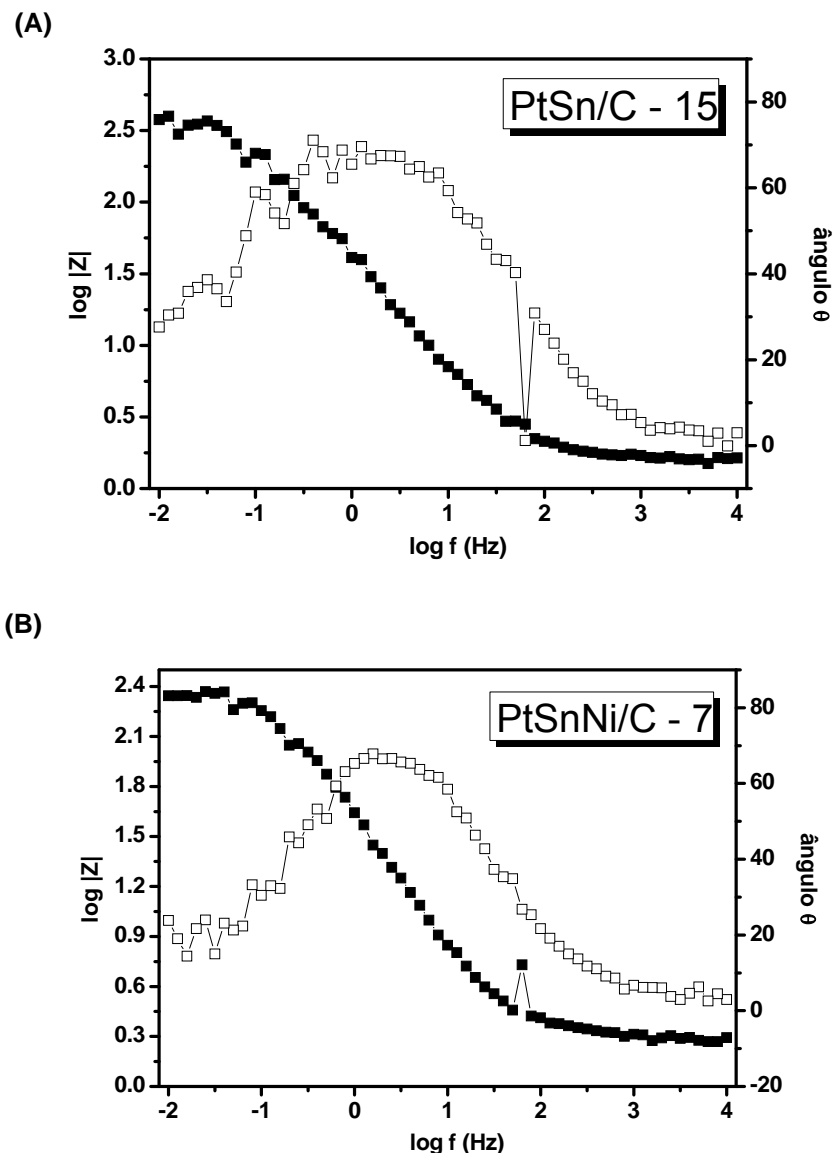 (A)
PtSn/C - 15
3.0
2.5
2.0
1.5
1.0
0.5
0.0
log |Z|
80
60
40
20
0
ângulo θ
-2 -1 0 1 2 3 4
log f (Hz)
(B)
PtSnNi/C - 7
2.4
2.1
1.8
1.5
1.2
0.9
0.6
0.3
0.0
log |Z|
80
60
40
20
0
-20
ângulo θ
-2 -1 0 1 2 3 4
log f (Hz)